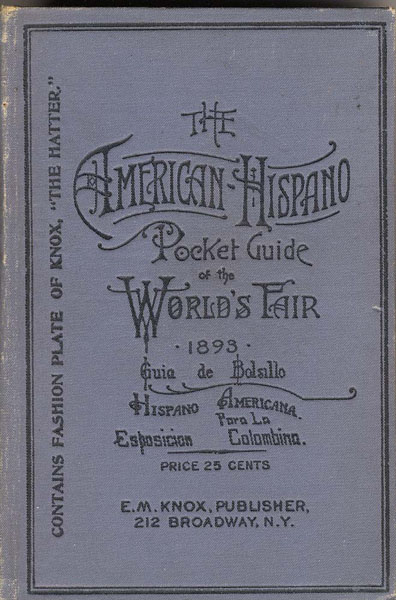 CONTAINS FASHION PLATE OF KNOX, "THE HATTER."
THE
AMERICAN-HISPANO
Pocket Guide
of the
WORLD'S FAIR
· 1893 ·
Guia de Bolsillo
HISPANO AMERICANA
Para La
Esposicion Colombina.
PRICE 25 CENTS
E.M. KNOX, PUBLISHER,
212 BROADWAY, N.Y.